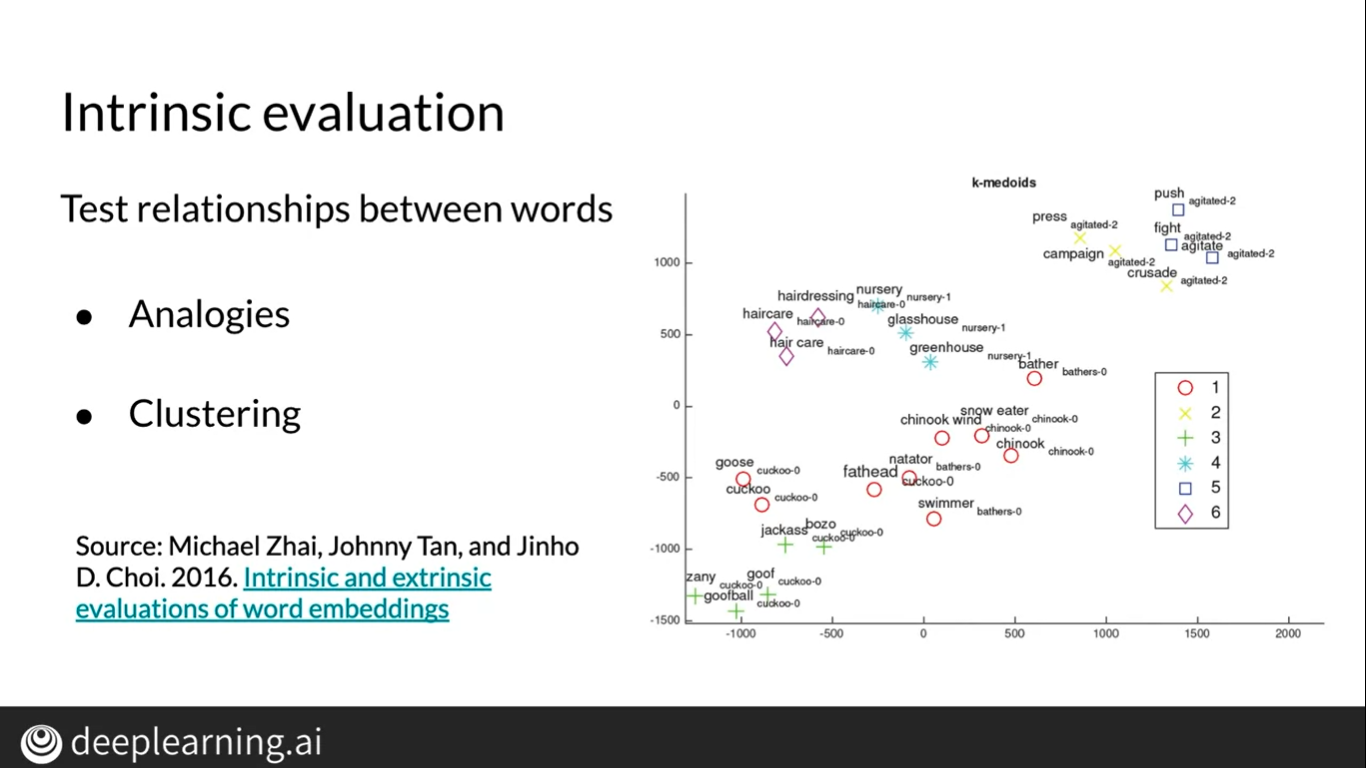 Intrinsic evaluation
Test relationships between words
● Analogies
● Clustering
Source: Michael Zhai, Johnny Tan, and Jinho
D. Choi. 2016. Intrinsic and extrinsic
evaluations of word embeddings
k-medoids
push
agitated-2
press
agitated-2
fight
agitated-2
agitate
agitated-2
campaign
agitated-2
crusade
agitated-2
1000
nursery
nursery-1
hairdressing
haircare-0
haircare
haircare-0
glasshouse
nursery-1
500
hair care
haircare-0
greenhouse
nursery-1
bather
bathers-0
0
snow eater
chinook-0
chinook wind
chinook-0
chinook
chinook-0
natator
bathers-0
goose
cuckoo-0
fathead
cuckoo-0
-500
cuckoo
cuckoo-0
swimmer
bathers-0
bozo
cuckoo-0
jackass
cuckoo-0
-1000
goof
cuckoo-0
zany
cuckoo-0
goofball
cuckoo-0
-1500
-1000 -500 0 500 1000 1500 2000
1
2
3
4
5
6
deeplearning.ai